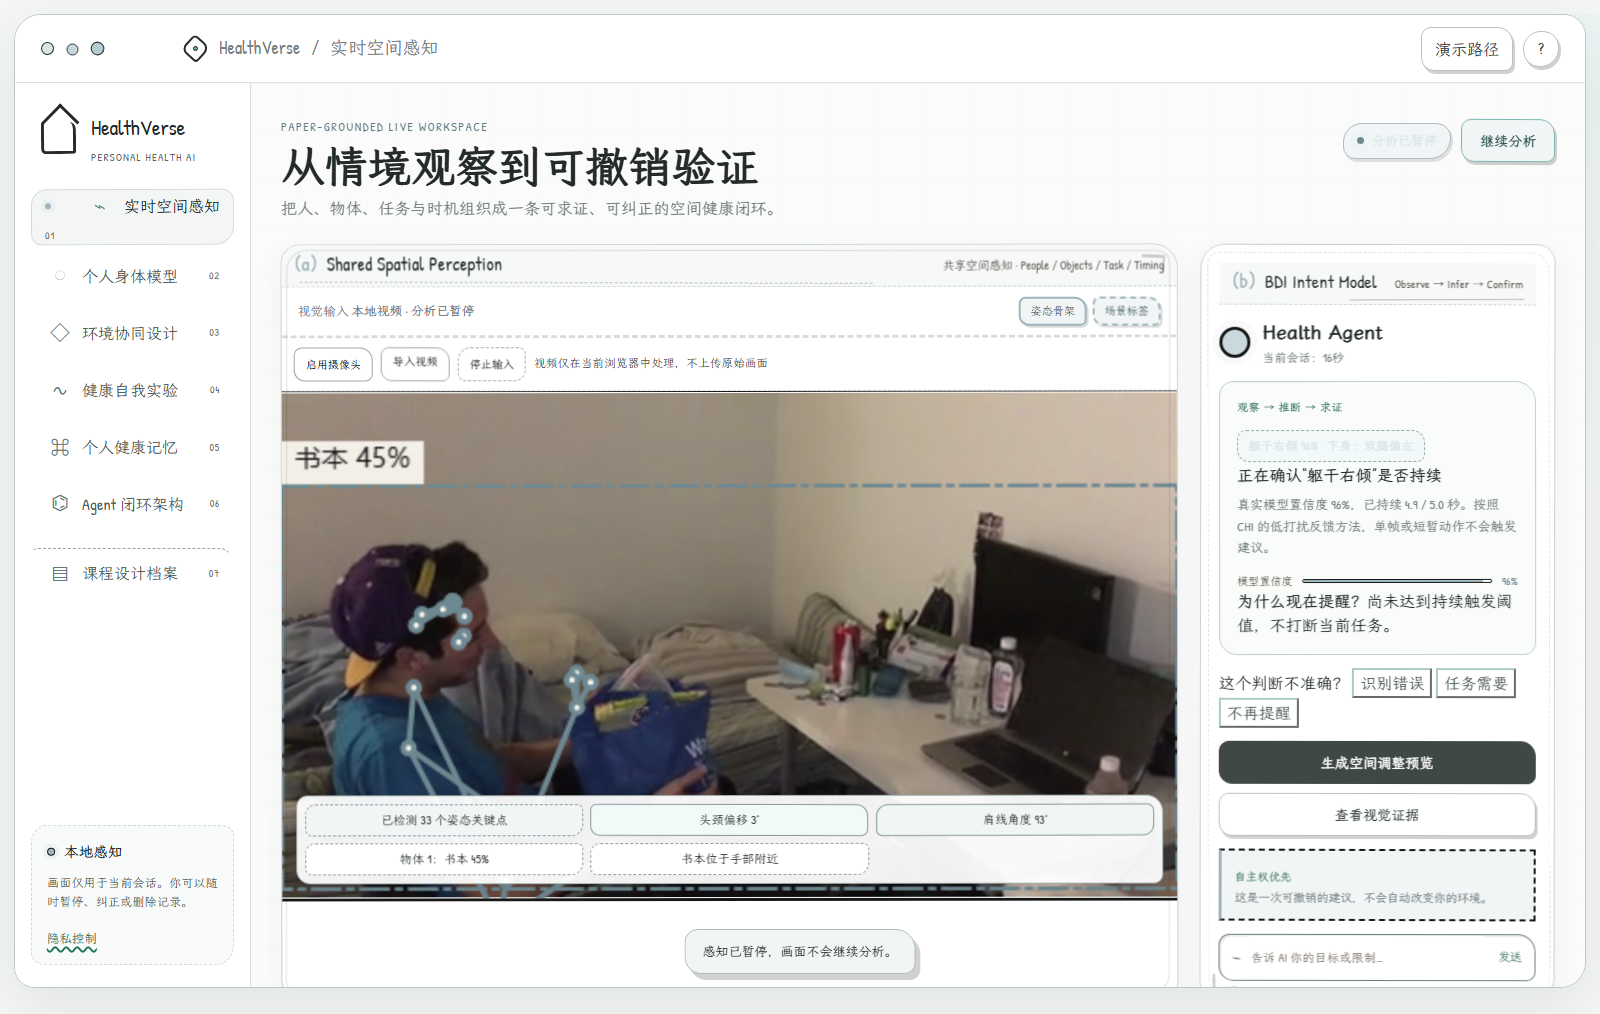 HealthVerse / 实时空间感知
演示路径
?
HealthVerse
PERSONAL HEALTH AI
实时空间感知
01
个人身体模型 02
环境协同设计 03
健康自我实验 04
个人健康记忆 05
Agent 闭环架构 06
课程设计档案 07
本地感知
画面仅用于当前会话。你可以随
时暂停、纠正或删除记录。
隐私控制
PAPER-GROUNDED LIVE WORKSPACE
从情境观察到可撤销验证
把人、物体、任务与时机组织成一条可求证、可纠正的空间健康闭环。
分析已暂停
继续分析
(a) Shared Spatial Perception
共享空间感知 · People / Objects / Task / Timing
视觉输入 本地视频 · 分析已暂停
姿态骨架
场景标签
启用摄像头
导入视频
停止输入
视频仅在当前浏览器中处理，不上传原始画面
书本 45%
已检测 33 个姿态关键点
头颈偏移 3°
肩线角度 93°
物体 1：书本 45%
书本位于手部附近
感知已暂停，画面不会继续分析。
(b) BDI Intent Model
Observe → Infer → Confirm
Health Agent
当前会话：16秒
观察 → 推断 → 求证
躯干右倾 96% · 下身：双腿偏左
正在确认“躯干右倾”是否持续
真实模型置信度 96%，已持续 4.9 / 5.0 秒。按照
CHI 的低打扰反馈方法，单帧或短暂动作不会触发
建议。
模型置信度 96%
为什么现在提醒？尚未达到持续触发阈
值，不打断当前任务。
这个判断不准确？ 识别错误 任务需要
不再提醒
生成空间调整预览
查看视觉证据
自主权优先
这是一次可撤销的建议，不会自动改变你的环境。
告诉 AI 你的目标或限制…
发送